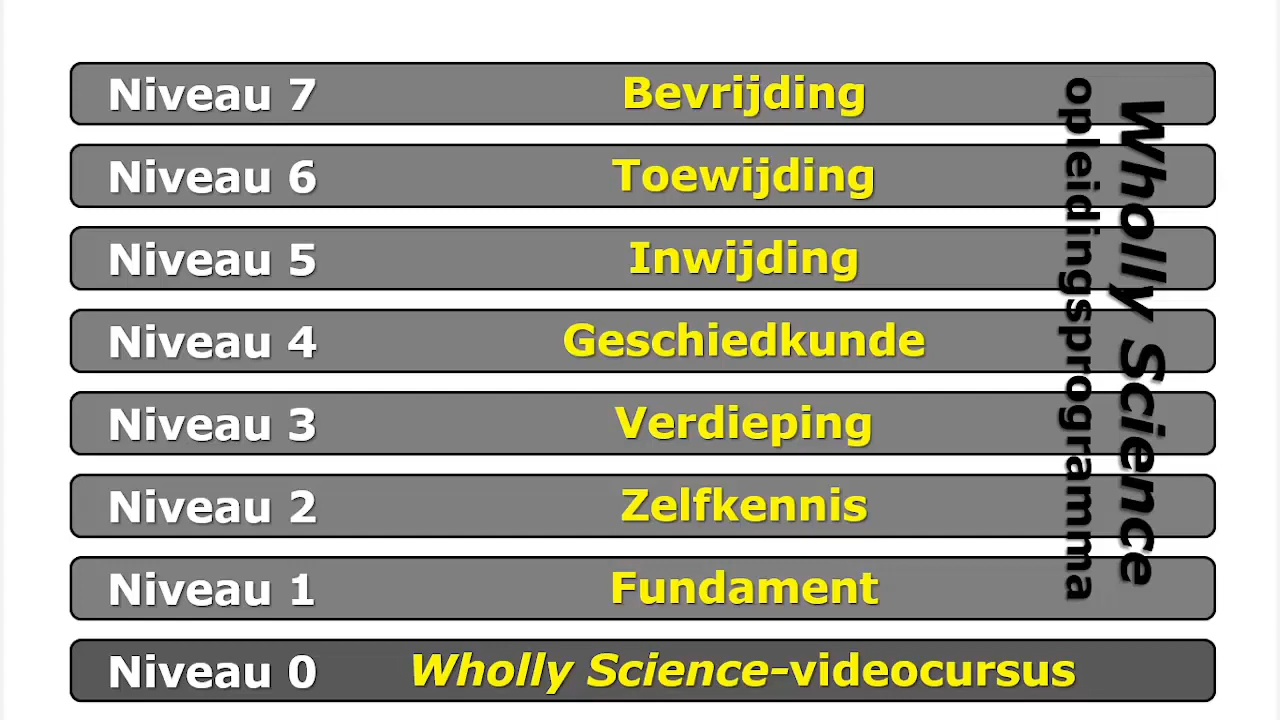 Niveau 7 Bevrijding
Niveau 6 Toewijding
Niveau 5 Inwijding
Niveau 4 Geschiedkunde
Niveau 3 Verdieping
Niveau 2 Zelfkennis
Niveau 1 Fundament
Niveau 0 Wholly Science-videocursus
Wholly Science
opleidingsprogramma